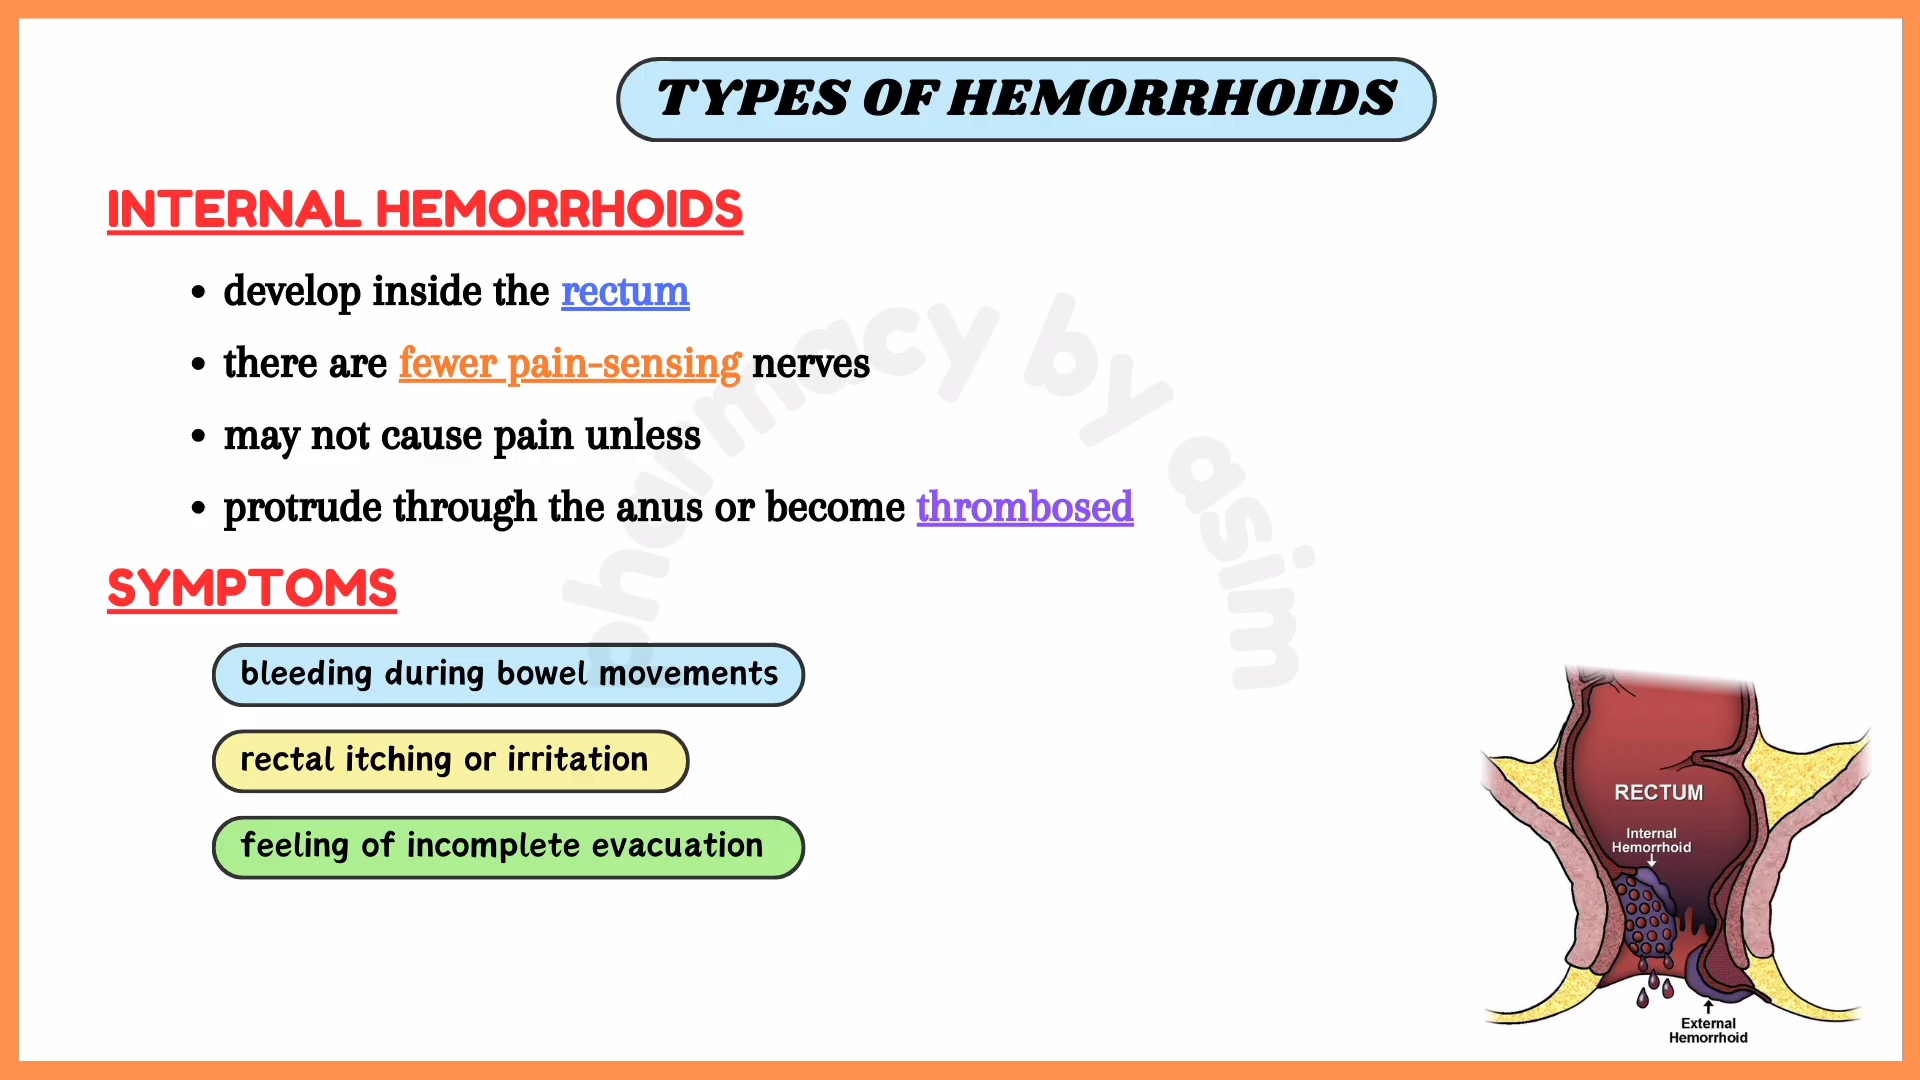 TYPES OF HEMORRHOIDS
INTERNAL HEMORRHOIDS
• develop inside the rectum
• there are fewer pain-sensing nerves
• may not cause pain unless
• protrude through the anus or become thrombosed
SYMPTOMS
bleeding during bowel movements
rectal itching or irritation
feeling of incomplete evacuation
pharmacy by asim
RECTUM
Internal
Hemorrhoid
External
Hemorrhoid